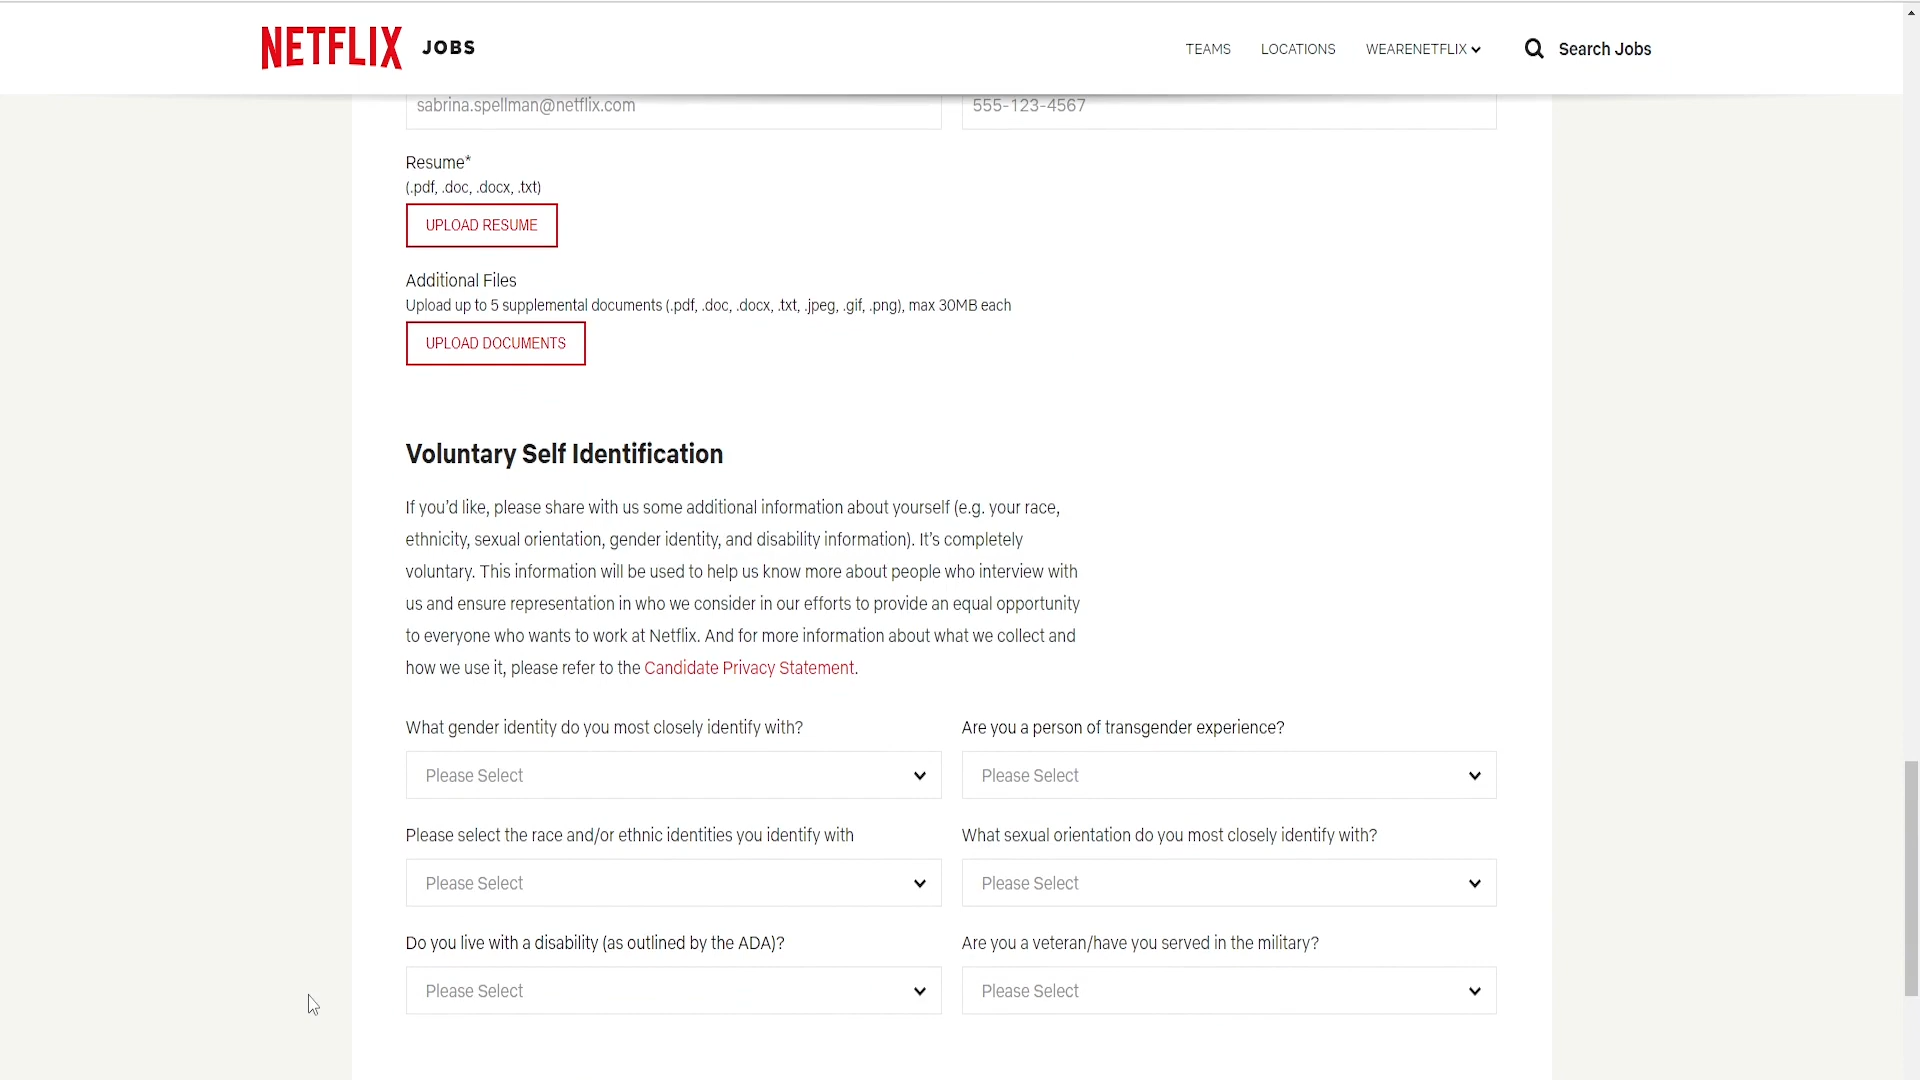 NETFLIX JOBS
TEAMS LOCATIONS WEARENETFLIX Search Jobs
sabrina.spellman@netflix.com 555-123-4567
Resume*
(.pdf, .doc, .docx, .txt)
UPLOAD RESUME
Additional Files
Upload up to 5 supplemental documents (.pdf, .doc, .docx, .txt, .jpeg, .gif, .png), max 30MB each
UPLOAD DOCUMENTS
Voluntary Self Identification
If you’d like, please share with us some additional information about yourself (e.g. your race,
ethnicity, sexual orientation, gender identity, and disability information). It’s completely
voluntary. This information will be used to help us know more about people who interview with
us and ensure representation in who we consider in our efforts to provide an equal opportunity
to everyone who wants to work at Netflix. And for more information about what we collect and
how we use it, please refer to the Candidate Privacy Statement.
What gender identity do you most closely identify with? Are you a person of transgender experience?
Please Select Please Select
Please select the race and/or ethnic identities you identify with What sexual orientation do you most closely identify with?
Please Select Please Select
Do you live with a disability (as outlined by the ADA)? Are you a veteran/have you served in the military?
Please Select Please Select